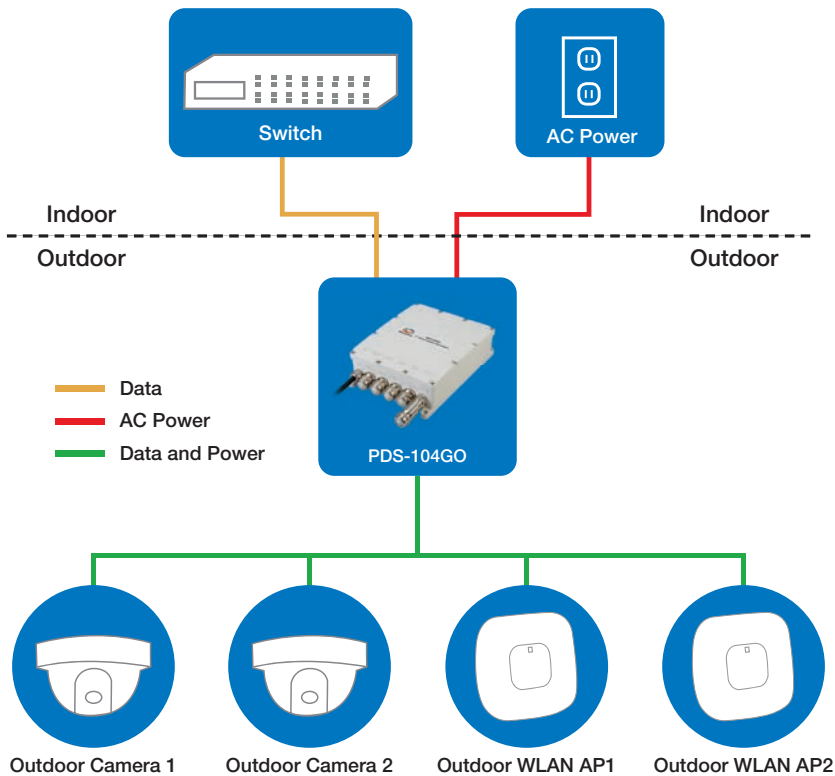 Switch
AC Power
Indoor
Indoor
Outdoor
Outdoor
Data
AC Power
Data and Power
PDS-104GO
Outdoor Camera 1
Outdoor Camera 2
Outdoor WLAN AP1
Outdoor WLAN AP2